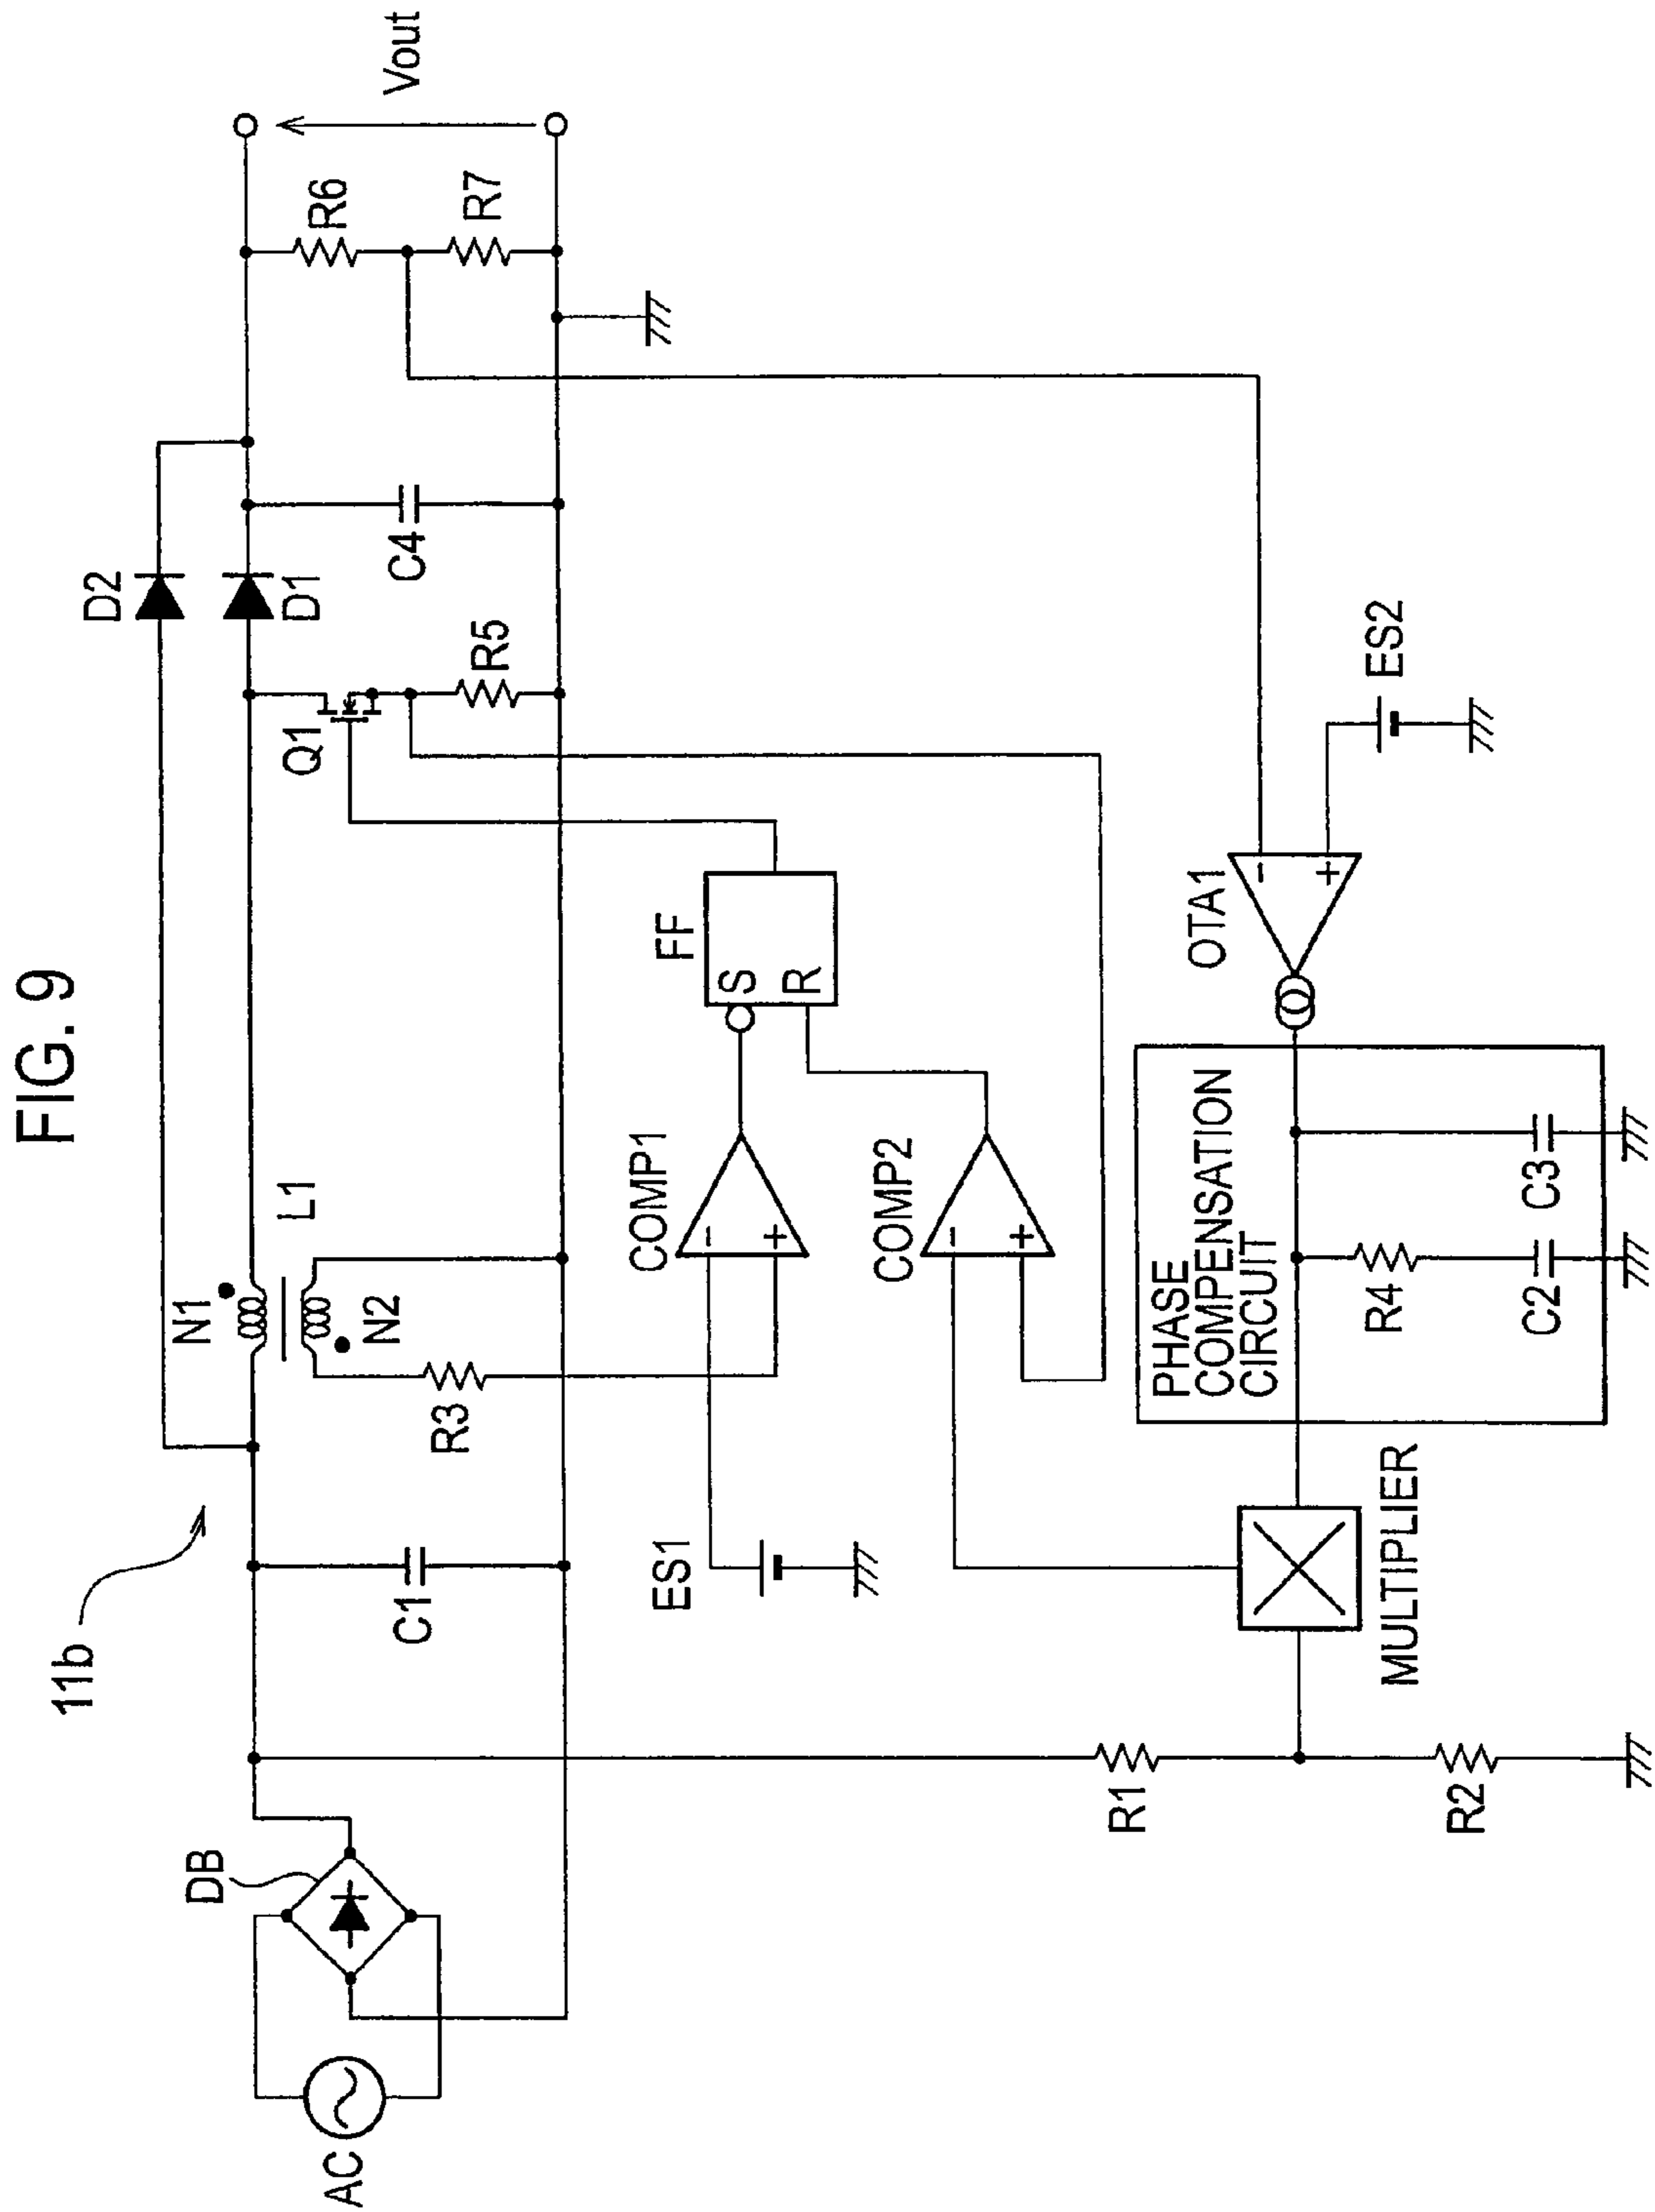 FIG. 9
11b
D2
D1
N1
L1
N2
Q1
R5
C4
R6
R7
Vout
DB
AC
C1
R3
ES1
COMP1
-
+
FF
S
R
COMP2
-
+
R1
R2
MULTIPLIER
PHASE
COMPENSATION
CIRCUIT
R4
C2
C3
OTA1
-
+
ES2